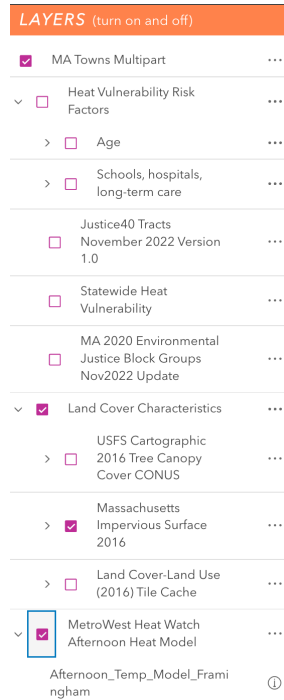 LAYERS (turn on and off)
MA Towns Multipart
Heat Vulnerability Risk
Factors
Age
Schools, hospitals,
long-term care
Justice40 Tracts
November 2022 Version
1.0
Statewide Heat
Vulnerability
MA 2020 Environmental
Justice Block Groups
Nov2022 Update
Land Cover Characteristics
USFS Cartographic
2016 Tree Canopy
Cover CONUS
Massachusetts
Impervious Surface
2016
Land Cover-Land Use
(2016) Tile Cache
MetroWest Heat Watch
Afternoon Heat Model
Afternoon_Temp_Model_Frami
ngham